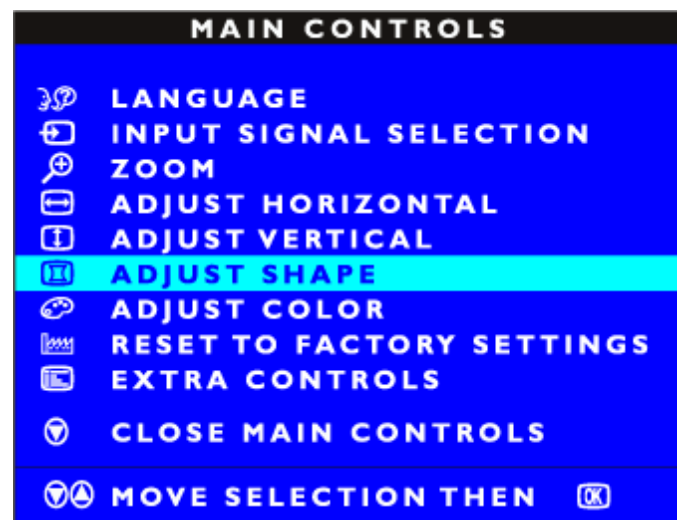 MAIN CONTROLS
LANGUAGE
INPUT SIGNAL SELECTION
ZOOM
ADJUST HORIZONTAL
ADJUST VERTICAL
ADJUST SHAPE
ADJUST COLOR
RESET TO FACTORY SETTINGS
EXTRA CONTROLS
CLOSE MAIN CONTROLS
MOVE SELECTION THEN OK